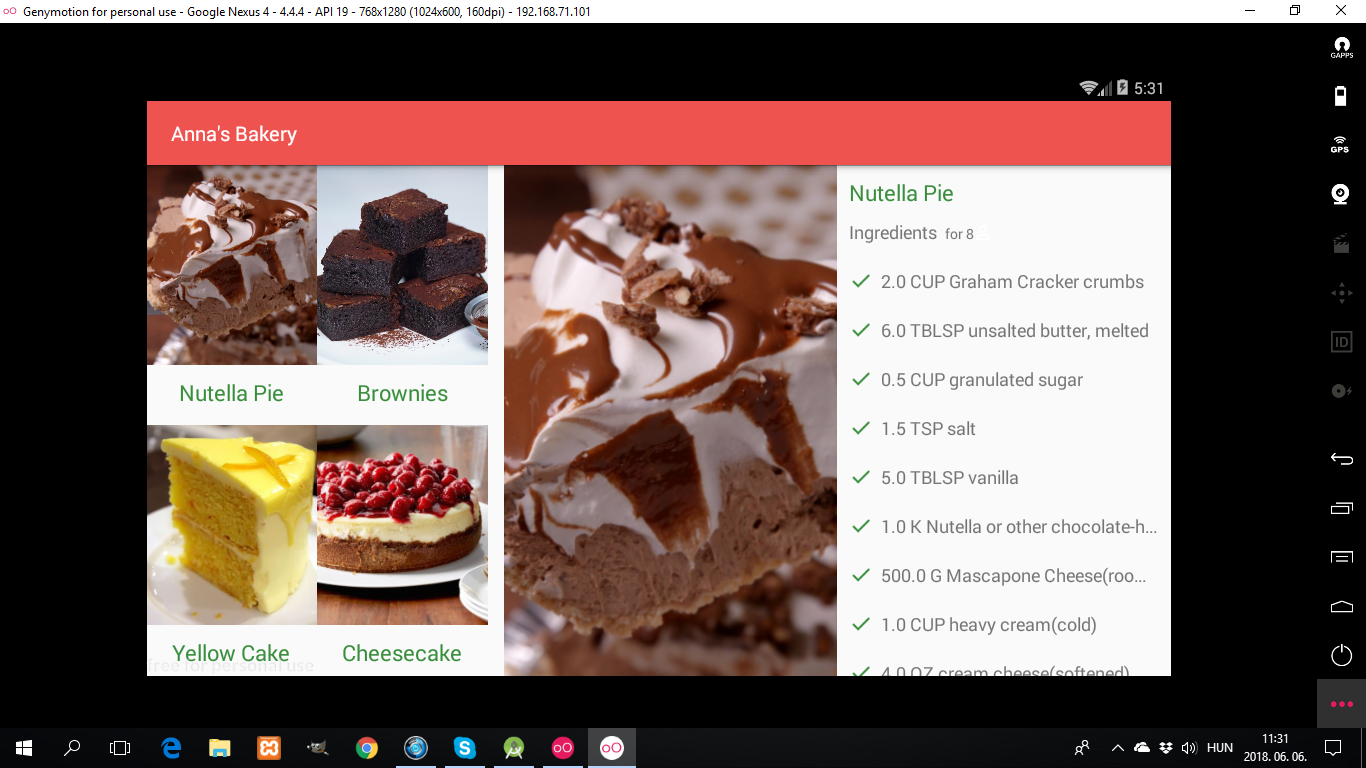 Genymotion for personal use - Google Nexus 4 - 4.4.4 - API 19 - 768x1280 (1024x600, 160dpi) - 192.168.71.101
GAPPS
5:31
GPS
Anna's Bakery
Nutella Pie
Brownies
Yellow Cake
Cheesecake
free for personal use
Nutella Pie
Ingredients for 8
2.0 CUP Graham Cracker crumbs
6.0 TBLSP unsalted butter, melted
0.5 CUP granulated sugar
1.5 TSP salt
5.0 TBLSP vanilla
1.0 K Nutella or other chocolate-h...
500.0 G Mascapone Cheese(roo...
1.0 CUP heavy cream(cold)
4.0 OZ cream cheese(softened)
ID
HUN
11:31
2018. 06. 06.